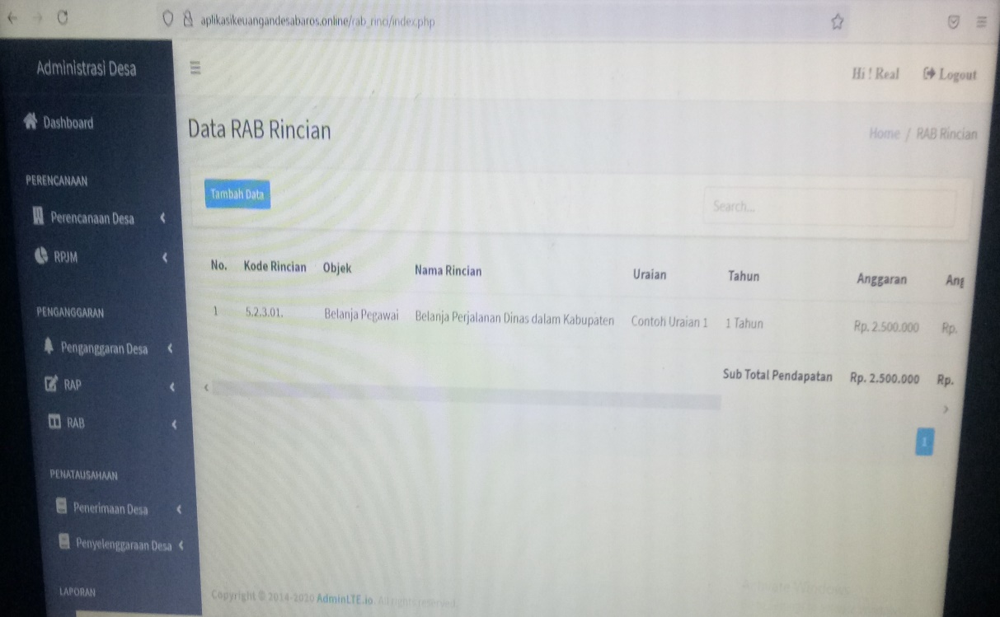 aplikasikeuangandesabaros.online/rab_rinci/index.php
Administrasi Desa
Hi ! Real Logout
Dashboard
Data RAB Rincian
Home / RAB Rincian
PERENCANAAN
Tambah Data
Search...
Perencanaan Desa
RPJM
No. Kode Rincian Objek Nama Rincian Uraian Tahun Anggaran Ang
PENGANGGARAN
1 5.2.3.01. Belanja Pegawai Belanja Perjalanan Dinas dalam Kabupaten Contoh Uraian 1 1 Tahun Rp. 2.500.000 Rp.
Penganggaran Desa
Sub Total Pendapatan Rp. 2.500.000 Rp.
RAP
RAB
1
PENATAUSAHAAN
Penerimaan Desa
Penyelenggaraan Desa
LAPORAN
Copyright © 2014-2020 AdminLTE.io. All rights reserved.
Activate Windows